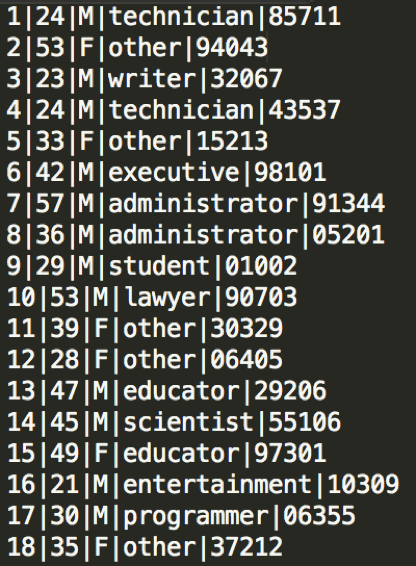 1|24|M|technician|85711
2|53|F|other|94043
3|23|M|writer|32067
4|24|M|technician|43537
5|33|F|other|15213
6|42|M|executive|98101
7|57|M|administrator|91344
8|36|M|administrator|05201
9|29|M|student|01002
10|53|M|lawyer|90703
11|39|F|other|30329
12|28|F|other|06405
13|47|M|educator|29206
14|45|M|scientist|55106
15|49|F|educator|97301
16|21|M|entertainment|10309
17|30|M|programmer|06355
18|35|F|other|37212